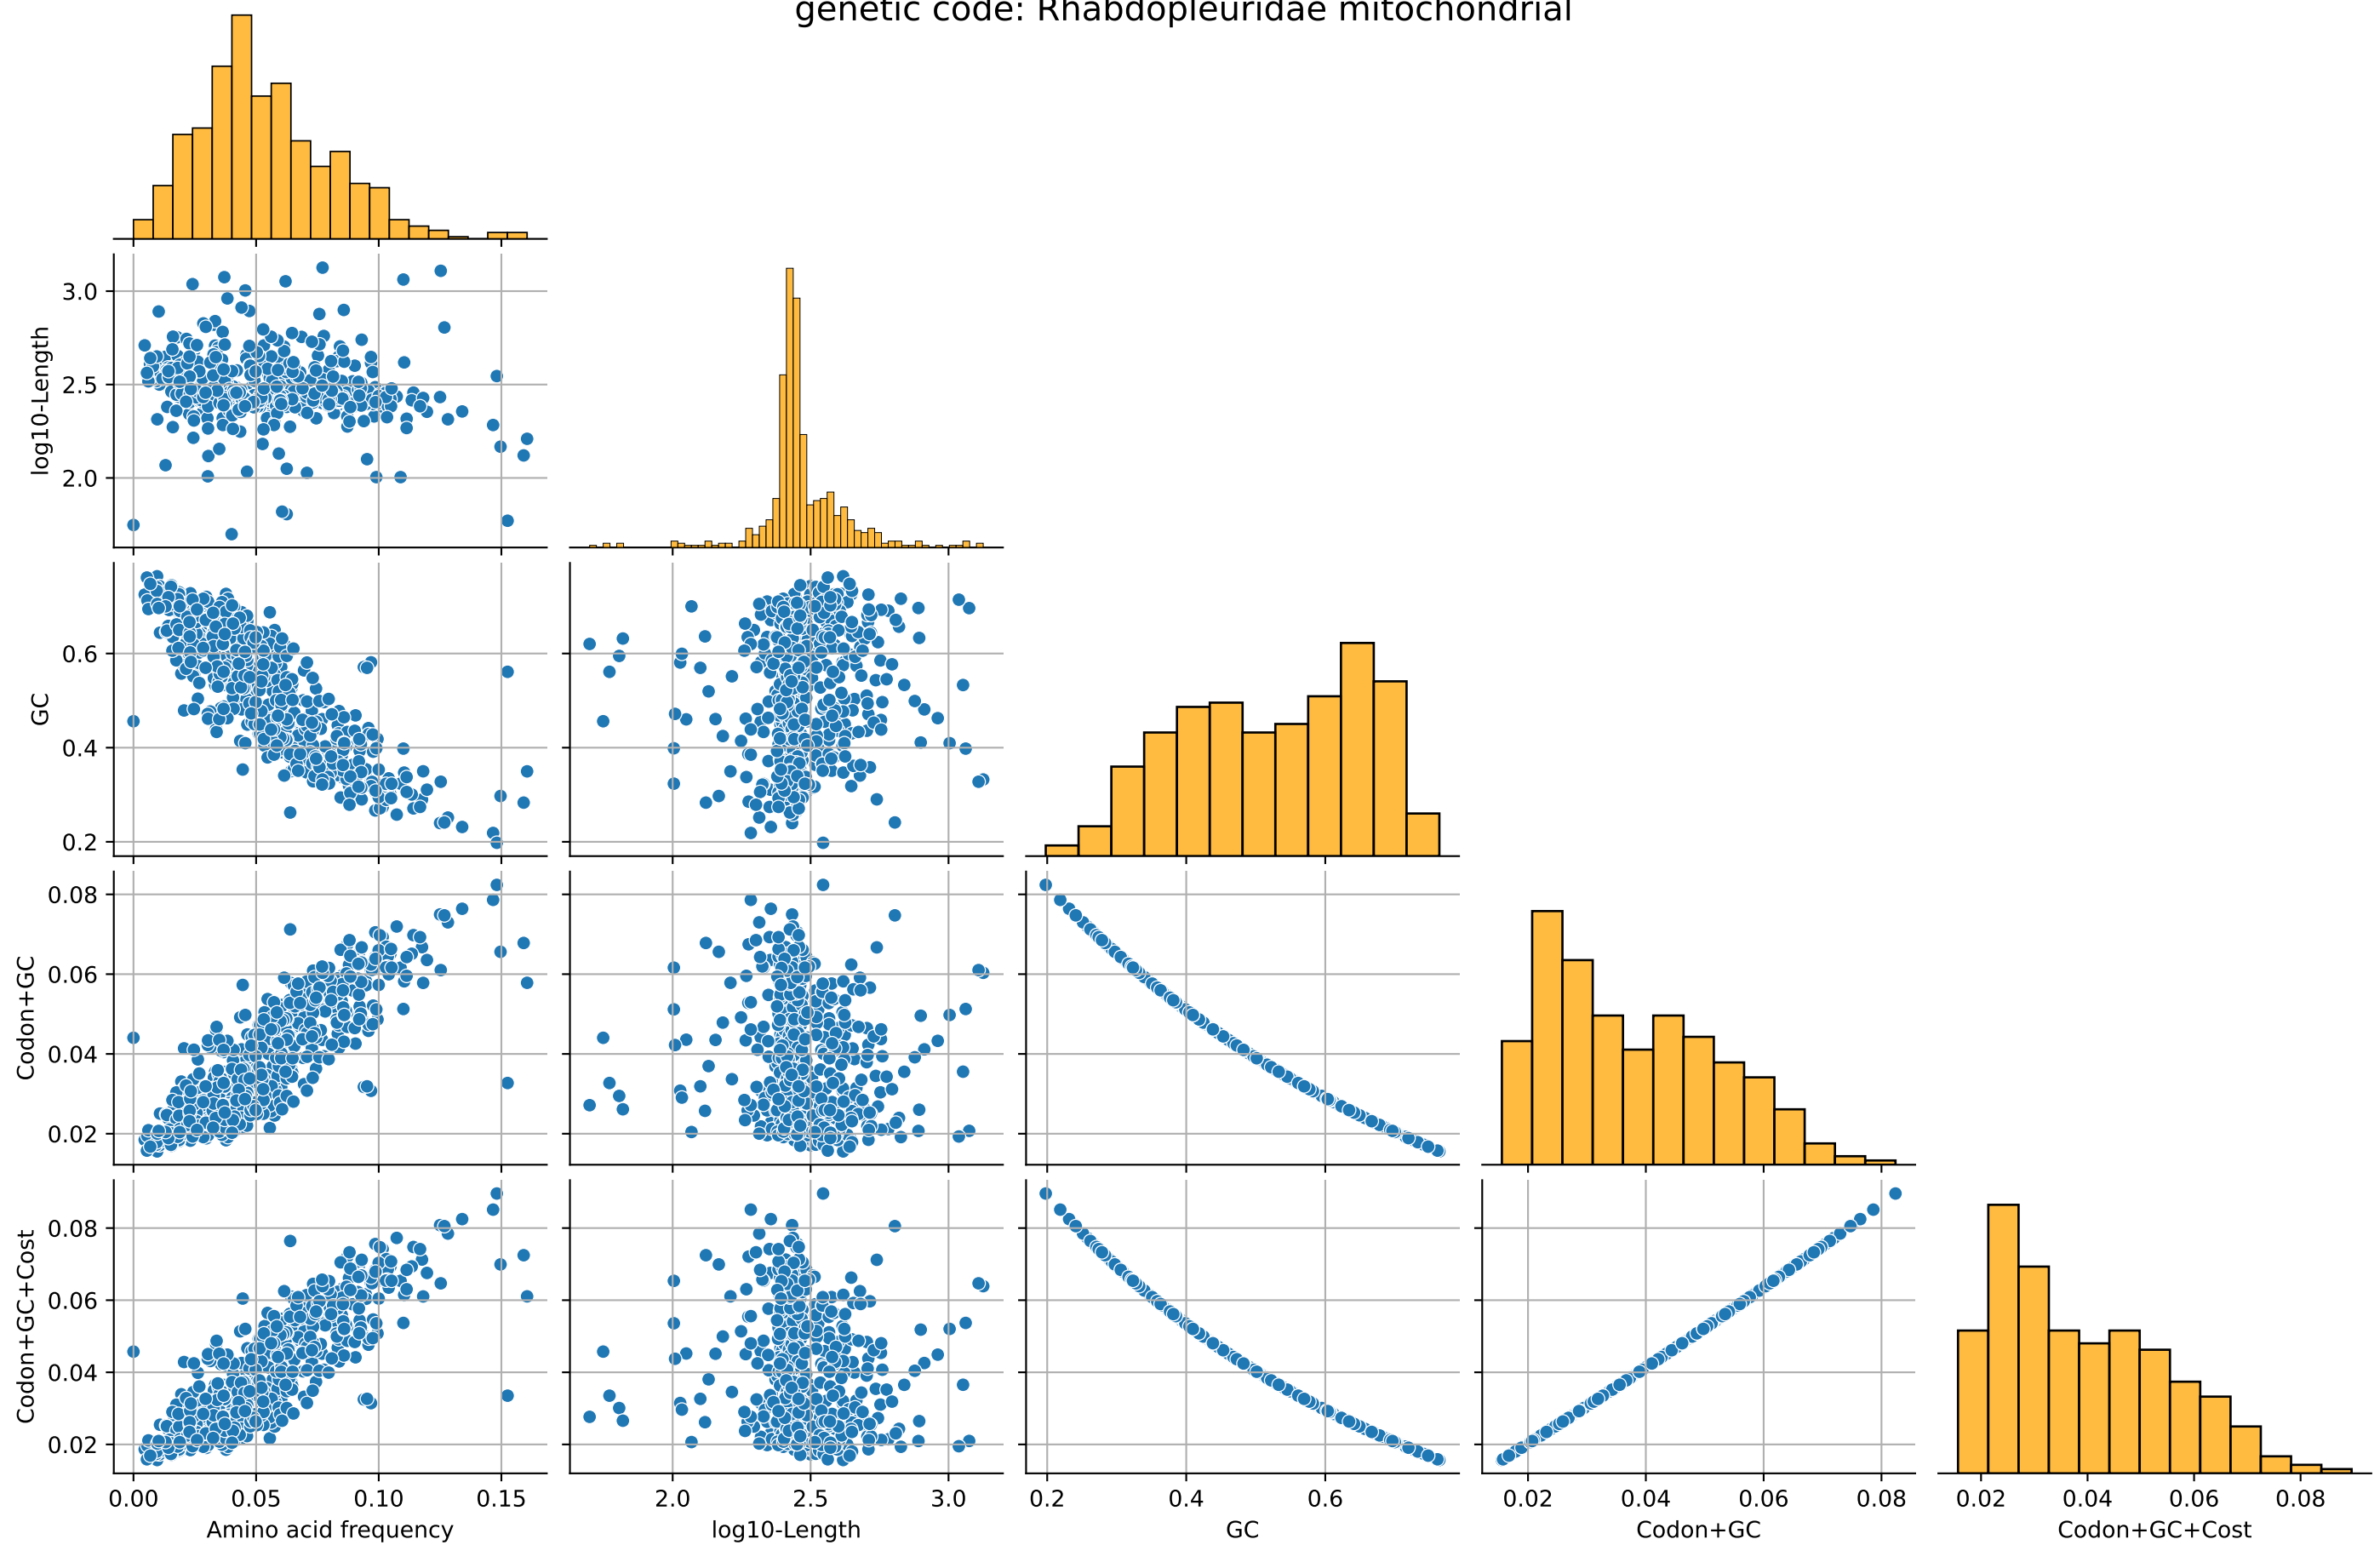 genetic code: Rhabdopleuridae mitochondrial
3.0
2.5
2.0
log10-Length
0.6
0.4
0.2
GC
0.08
0.06
0.04
0.02
Codon+GC
0.08
0.06
0.04
0.02
Codon+GC+Cost
0.00 0.05 0.10 0.15 2.0 2.5 3.0 0.2 0.4 0.6 0.02 0.04 0.06 0.08 0.02 0.04 0.06 0.08
Amino acid frequency log10-Length GC Codon+GC Codon+GC+Cost